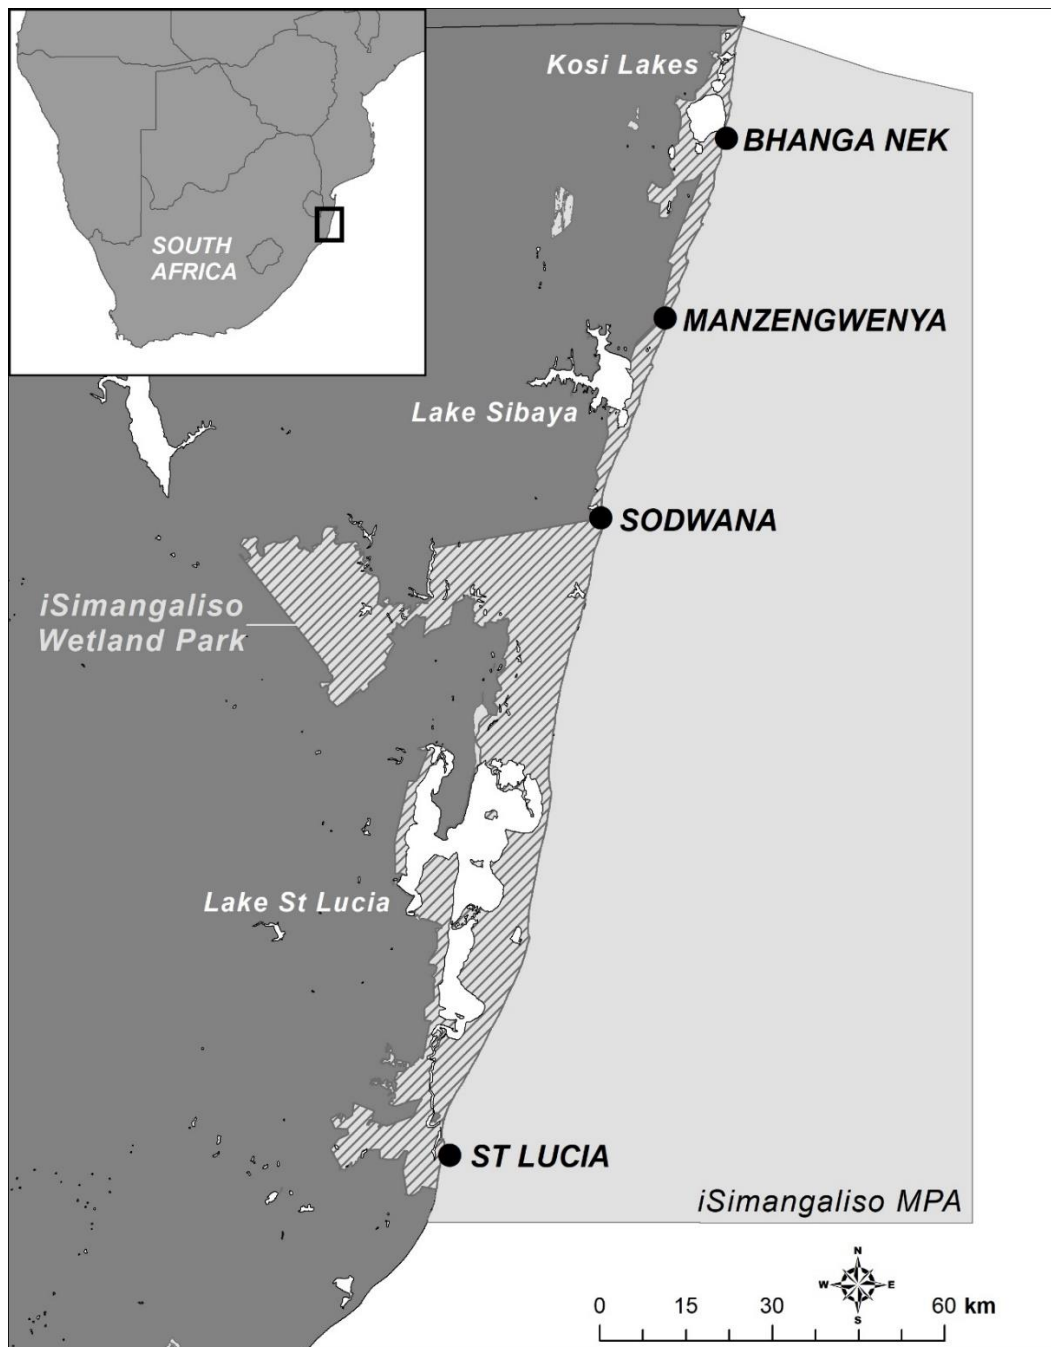 Kosi Lakes
BHANGA NEK
SOUTH
AFRICA
MANZENGWENYA
Lake Sibaya
SODWANA
iSimangaliso
Wetland Park
Lake St Lucia
ST LUCIA
iSimangaliso MPA
N
W E
S
0 15 30 60 km